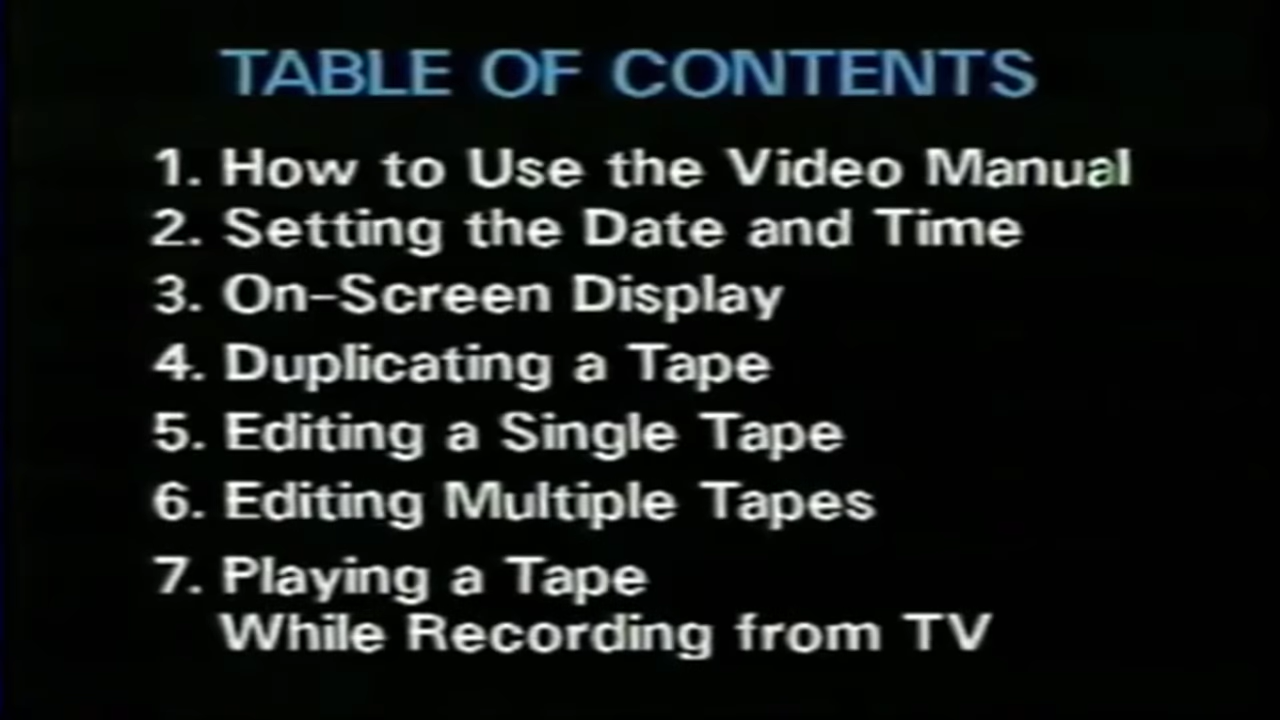 TABLE OF CONTENTS
1. How to Use the Video Manual
2. Setting the Date and Time
3. On-Screen Display
4. Duplicating a Tape
5. Editing a Single Tape
6. Editing Multiple Tapes
7. Playing a Tape
While Recording from TV